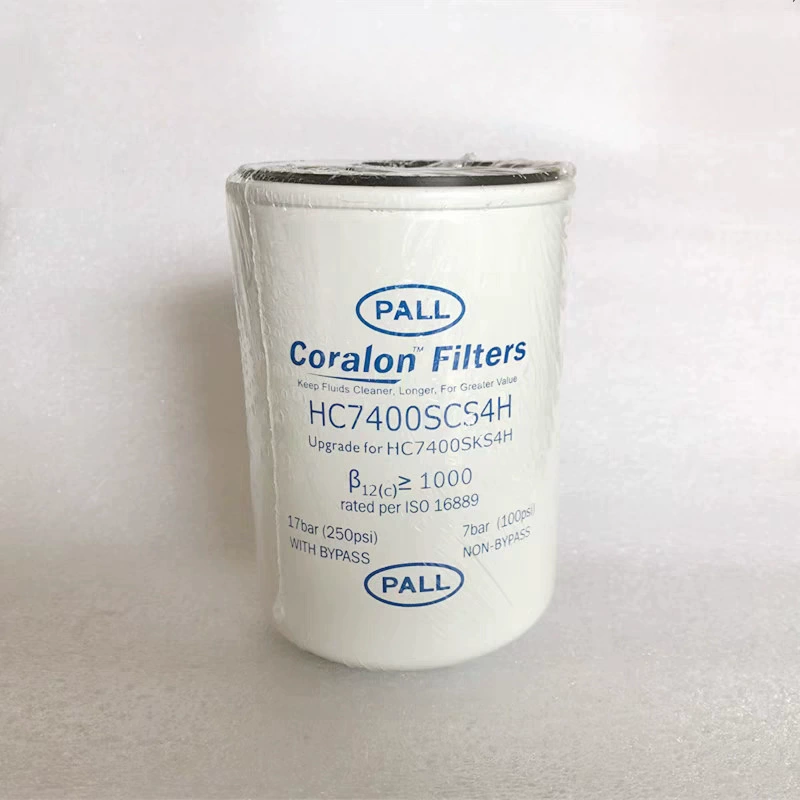 PALL
Coralon™ Filters
Keep Fluids Cleaner, Longer, For Greater Value
HC7400SCS4H
Upgrade for HC7400SKS4H
β12(c)≥ 1000
rated per ISO 16889
17bar (250psi)
WITH BYPASS
7bar (100psi)
NON-BYPASS
PALL